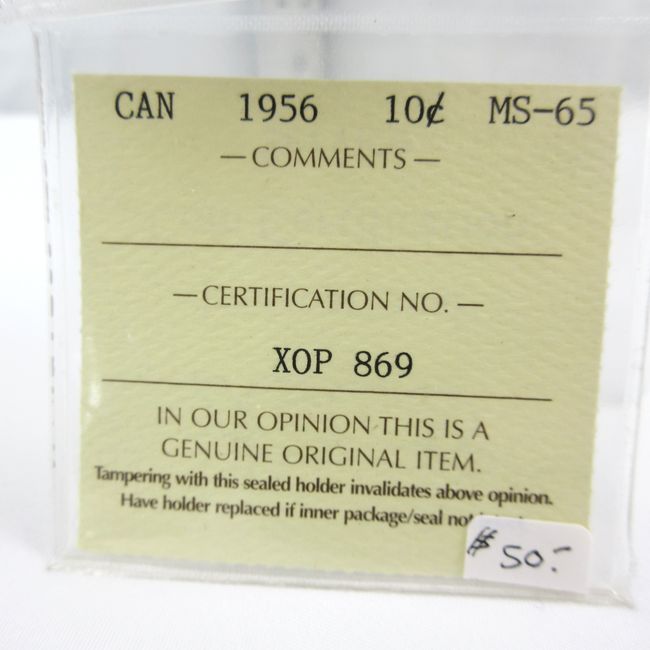 CAN 1956 10¢ MS-65
— COMMENTS —
— CERTIFICATION NO. —
XOP 869
IN OUR OPINION THIS IS A
GENUINE ORIGINAL ITEM.
Tampering with this sealed holder invalidates above opinion.
Have holder replaced if inner package/seal not
$50.-